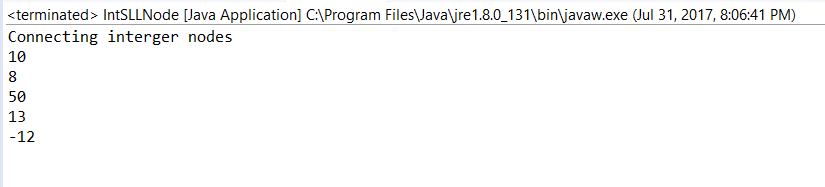 <terminated> IntSLLNode [Java Application] C:\Program Files\Java\jre1.8.0_131\bin\javaw.exe (Jul 31, 2017, 8:06:41 PM)
Connecting interger nodes
10
8
50
13
-12